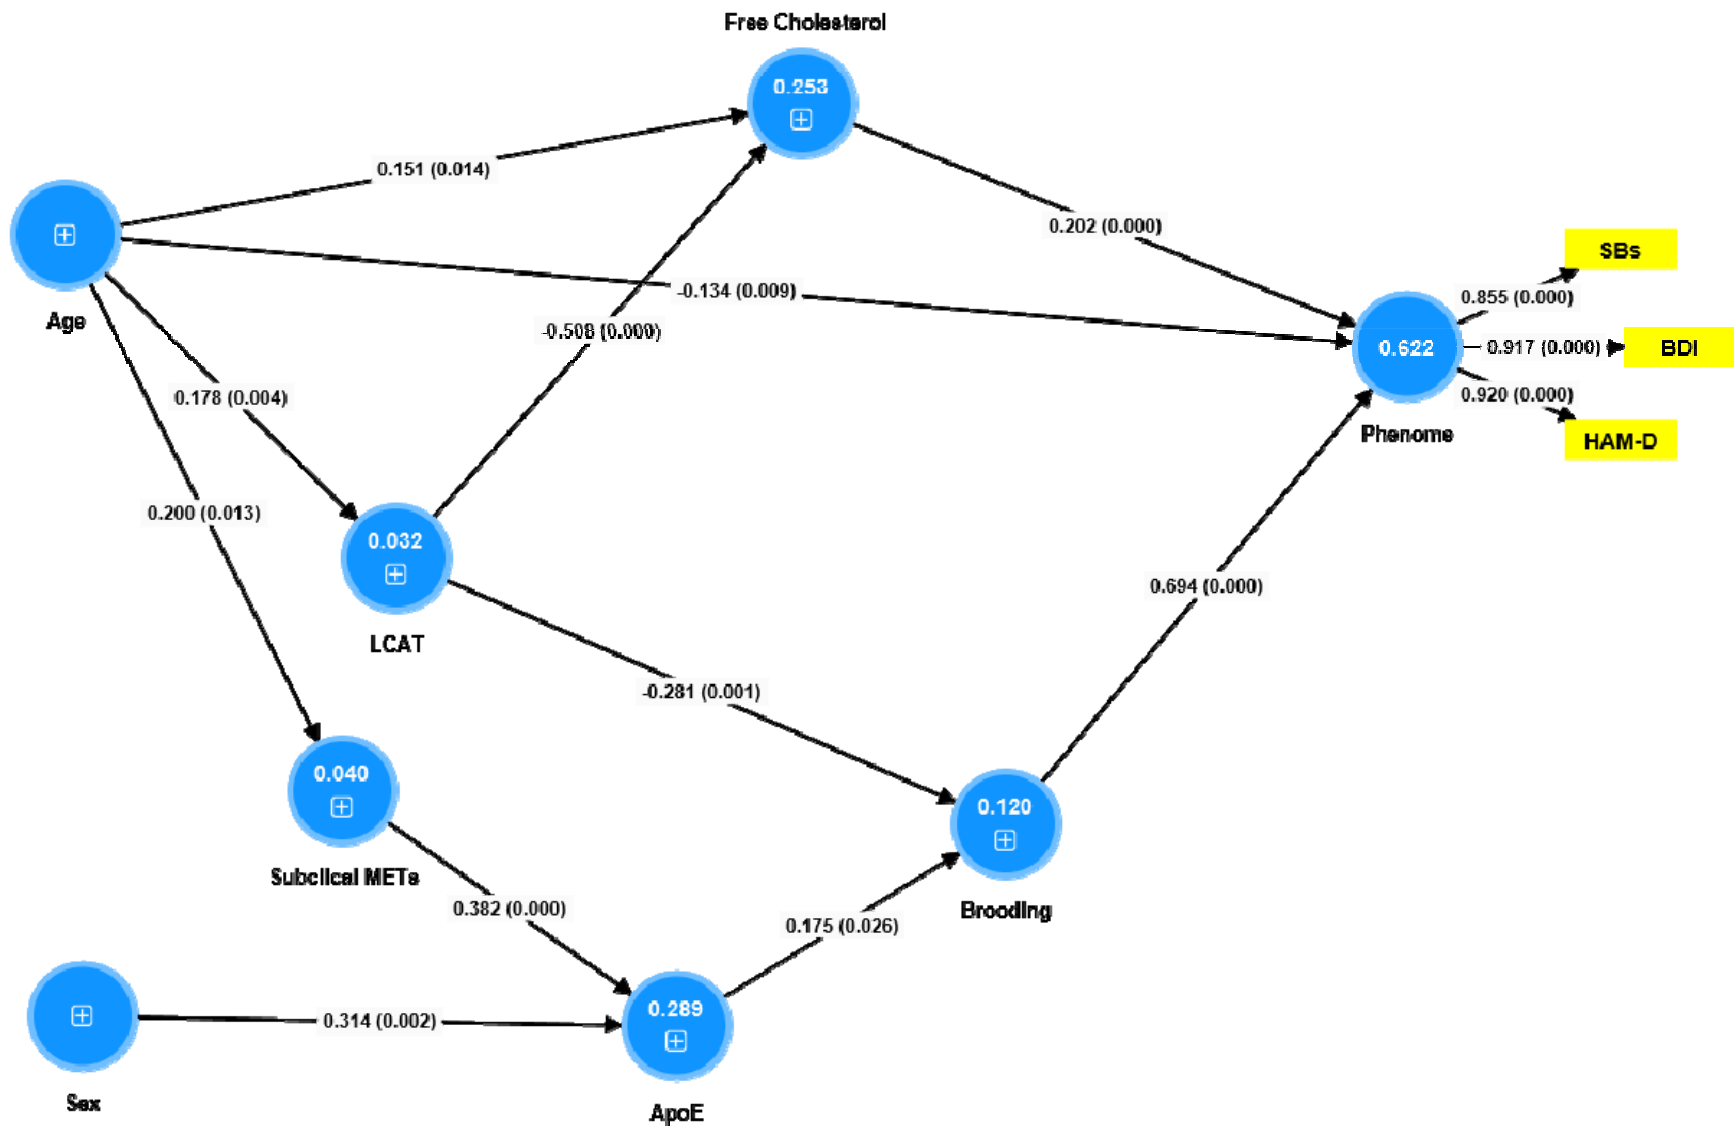 Free Cholesterol
0.253
0.151 (0.014)
0.202 (0.000)
SBs
0.855 (0.000)
Age
-0.134 (0.009)
-0.508 (0.000)
0.622
0.917 (0.000)
BDI
0.920 (0.000)
Phenome
HAM-D
0.178 (0.004)
0.200 (0.013)
0.032
LCAT
0.694 (0.000)
-0.281 (0.001)
0.040
Subclical METs
0.120
Brooding
0.382 (0.000)
0.175 (0.026)
0.314 (0.002)
0.289
Sex
ApoE